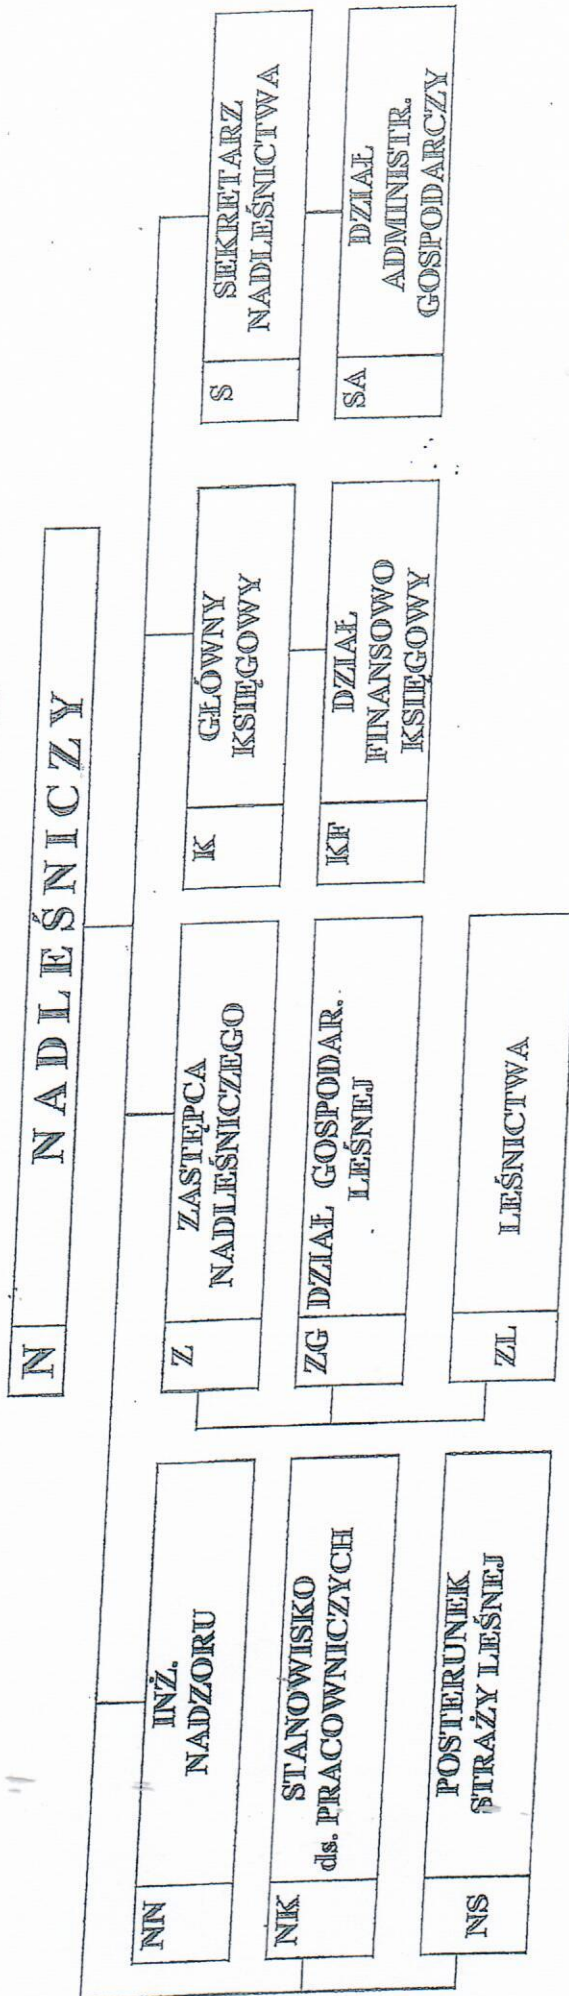 N
NADLEŚNICZY
NN
INŻ.
NADZORU
NK
STANOWISKO
ds. PRACOWNICZYCH
NS
POSTERUNEK
STRAŻY LEŚNEJ
Z
ZASTĘPCA
NADLEŚNICZEGO
ZG
DZIAŁ GOSPODAR.
LEŚNEJ
ZL
LEŚNICTWA
K
GŁÓWNY
KSIĘGOWY
KF
DZIAŁ
FINANSOWO
KSIĘGOWY
S
SEKRETARZ
NADLEŚNICTWA
SA
DZIAŁ
ADMINISTR.
GOSPODARCZY